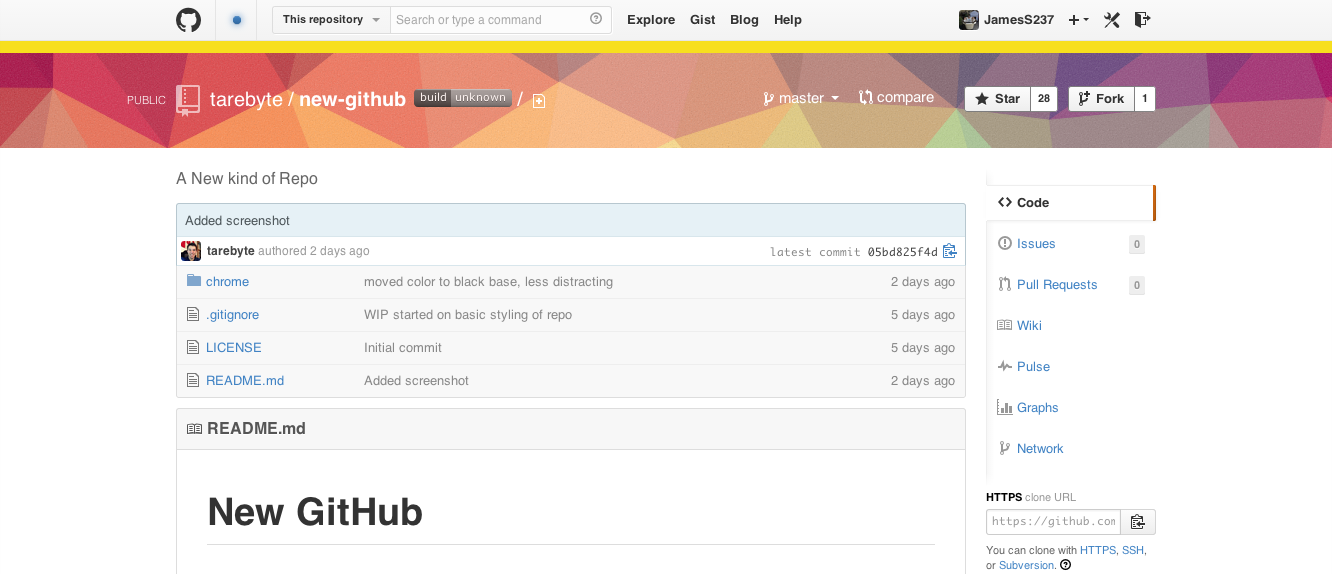 This repository Search or type a command Explore Gist Blog Help JamesS237
PUBLIC tarebyte / new-github build unknown / master compare Star 28 Fork 1
A New kind of Repo
Added screenshot
tarebyte authored 2 days ago latest commit 05bd825f4d
chrome moved color to black base, less distracting 2 days ago
.gitignore WIP started on basic styling of repo 5 days ago
LICENSE Initial commit 5 days ago
README.md Added screenshot 2 days ago
README.md
New GitHub
Code
Issues 0
Pull Requests 0
Wiki
Pulse
Graphs
Network
HTTPS clone URL
https://github.com
You can clone with HTTPS, SSH,
or Subversion.